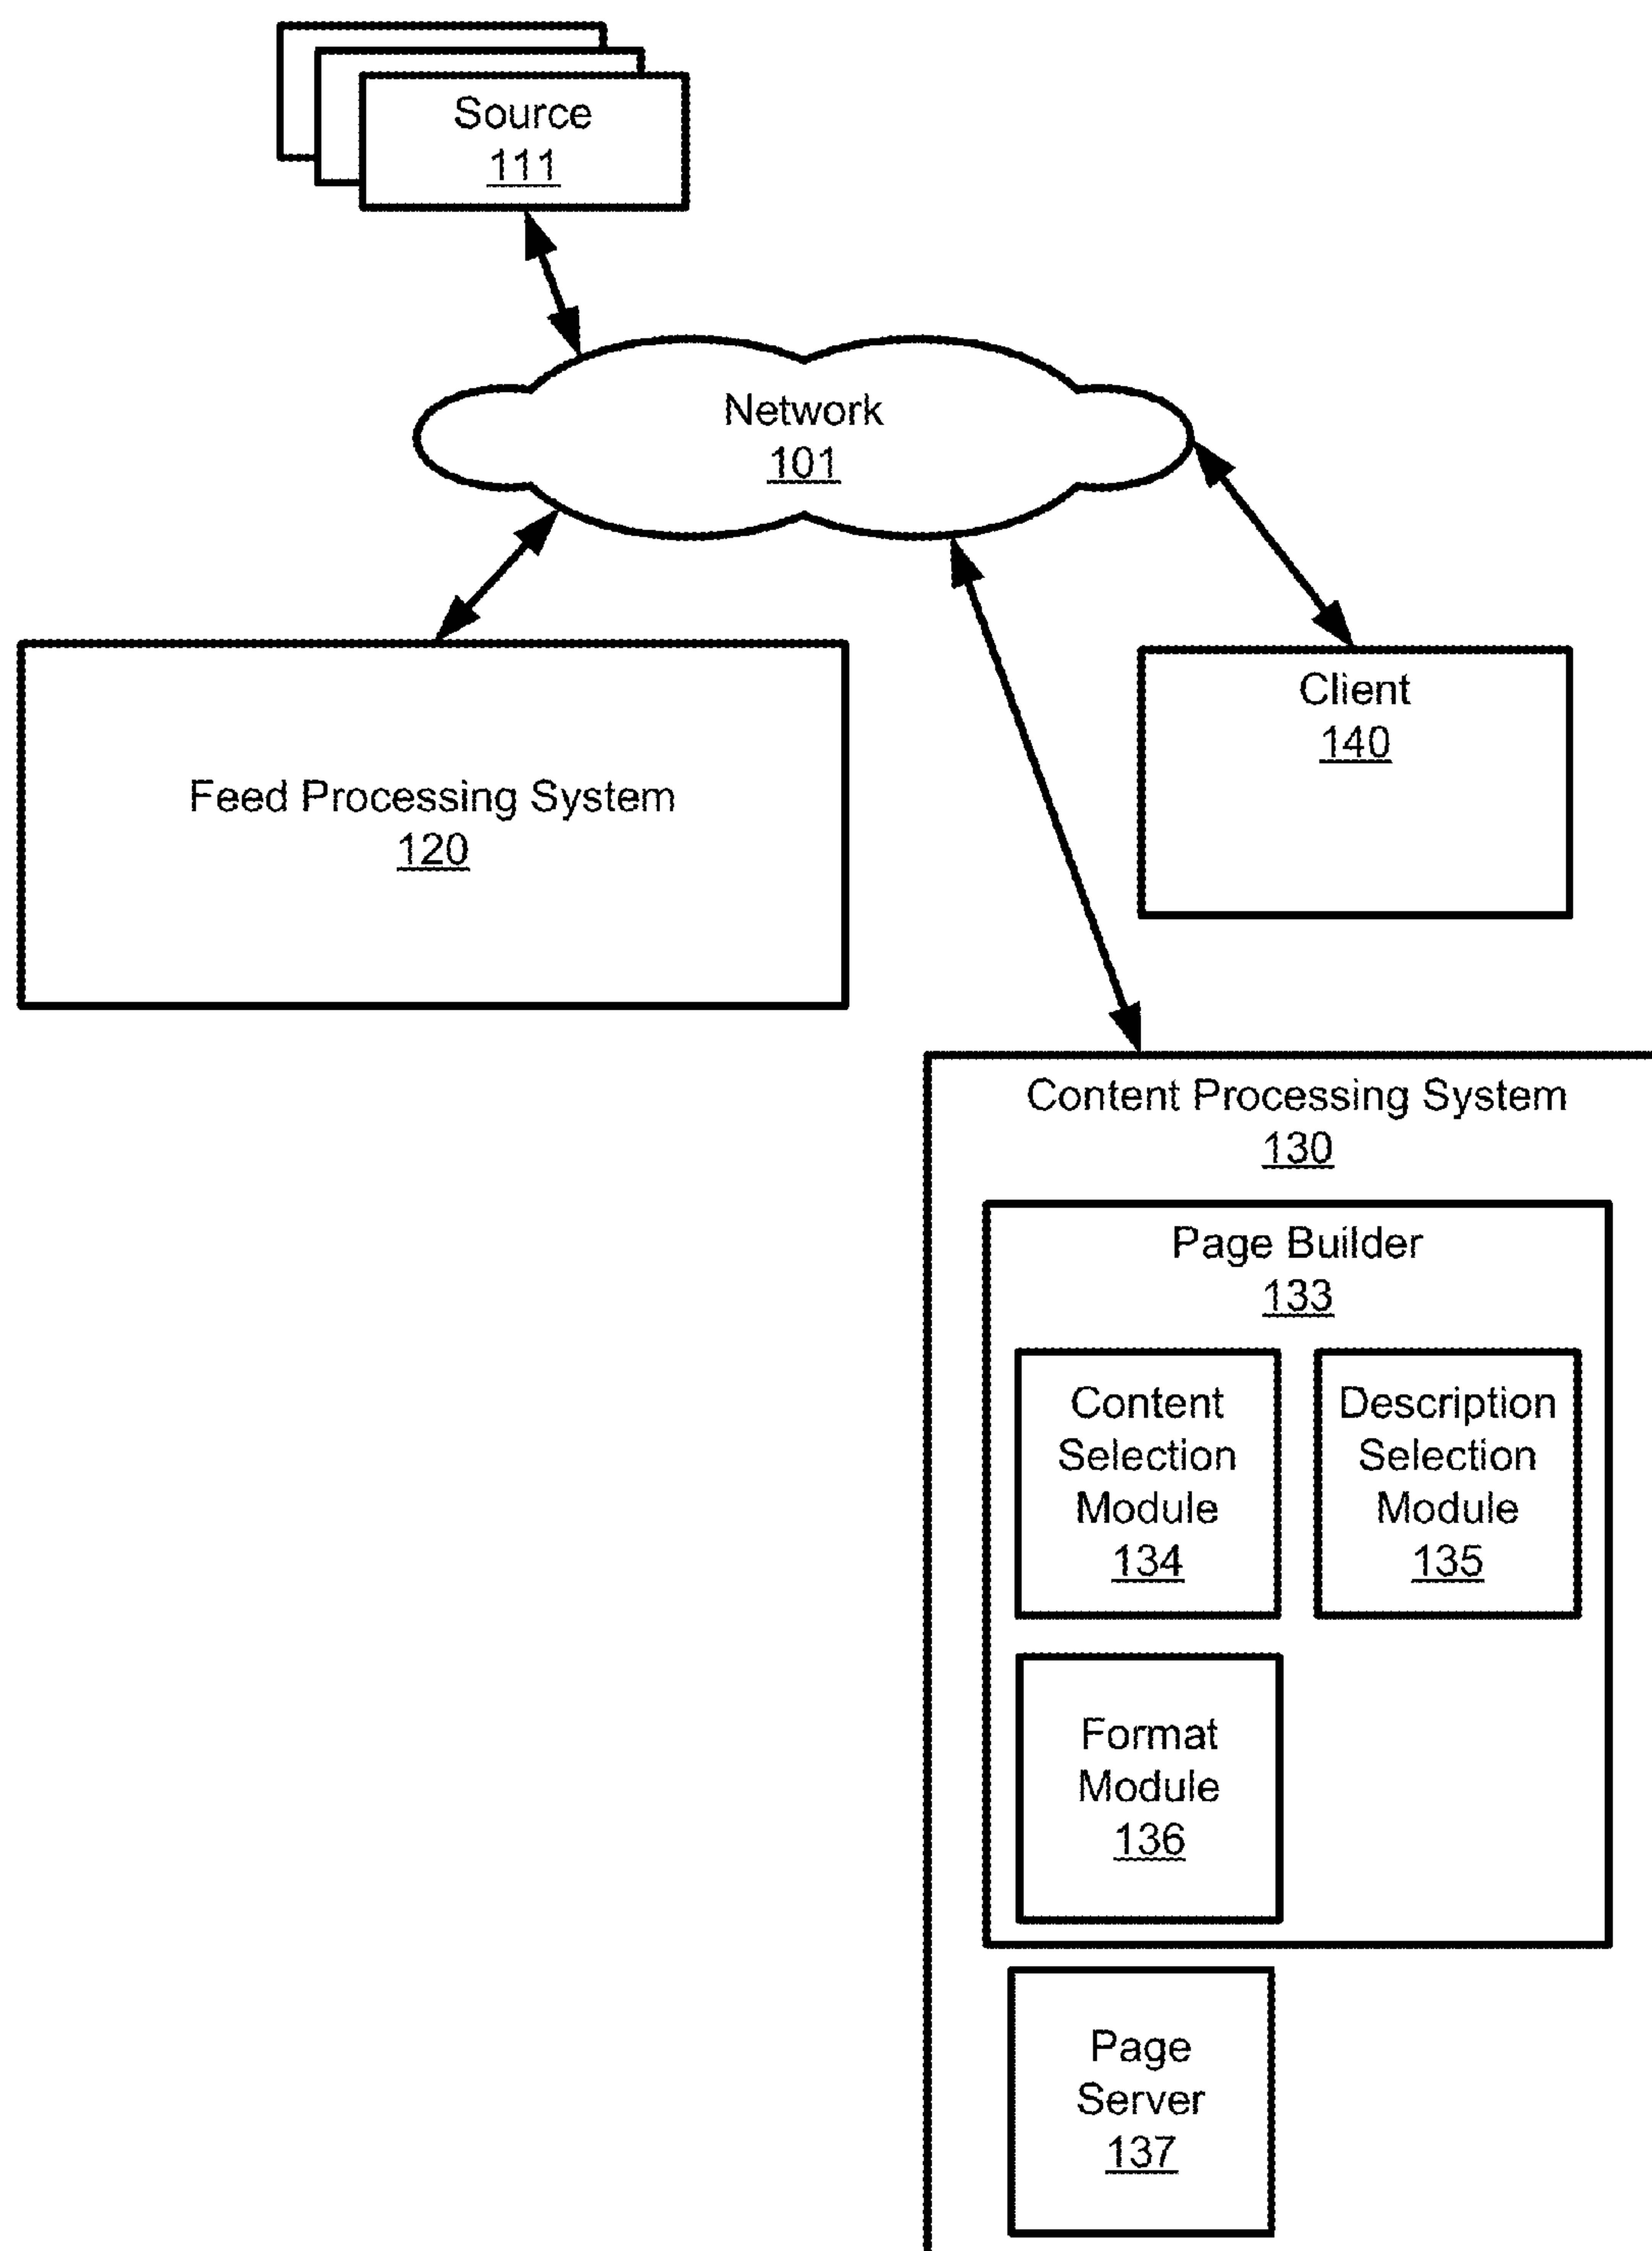 Source
111
Network
101
Feed Processing System
120
Client
140
Content Processing System
130
Page Builder
133
Content
Selection
Module
134
Description
Selection
Module
135
Format
Module
136
Page
Server
137